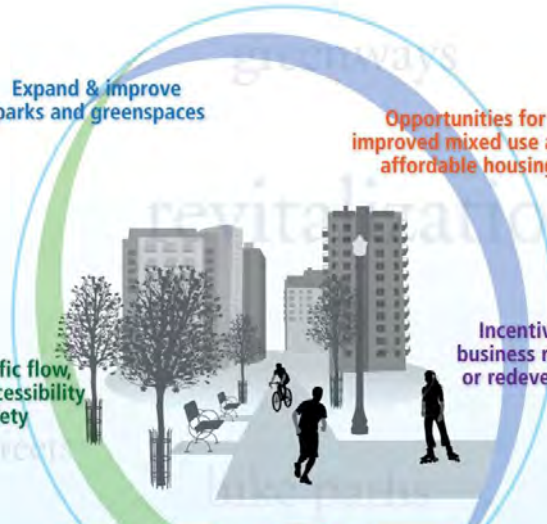 greenways
Expand & improve
parks and greenspaces
Opportunities for
improved mixed use a
affordable housing
revitalizatio
Incentiv
business r
or redeve
fic flow,
cessibility
ety
reet
bike paths